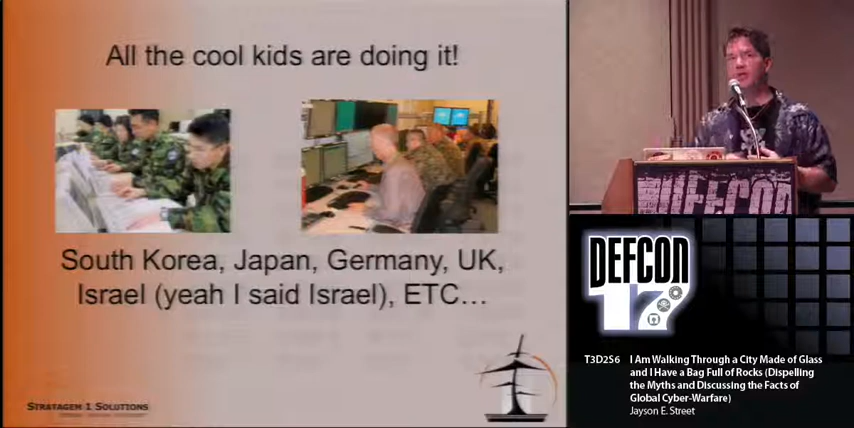 All the cool kids are doing it!
South Korea, Japan, Germany, UK,
Israel (yeah I said Israel), ETC...
STRATAGEM 1 SOLUTIONS
DEFCON
DEFCON
17
T3D2S6 I Am Walking Through a City Made of Glass
and I Have a Bag Full of Rocks (Dispelling
the Myths and Discussing the Facts of
Global Cyber-Warfare)
Jayson E. Street